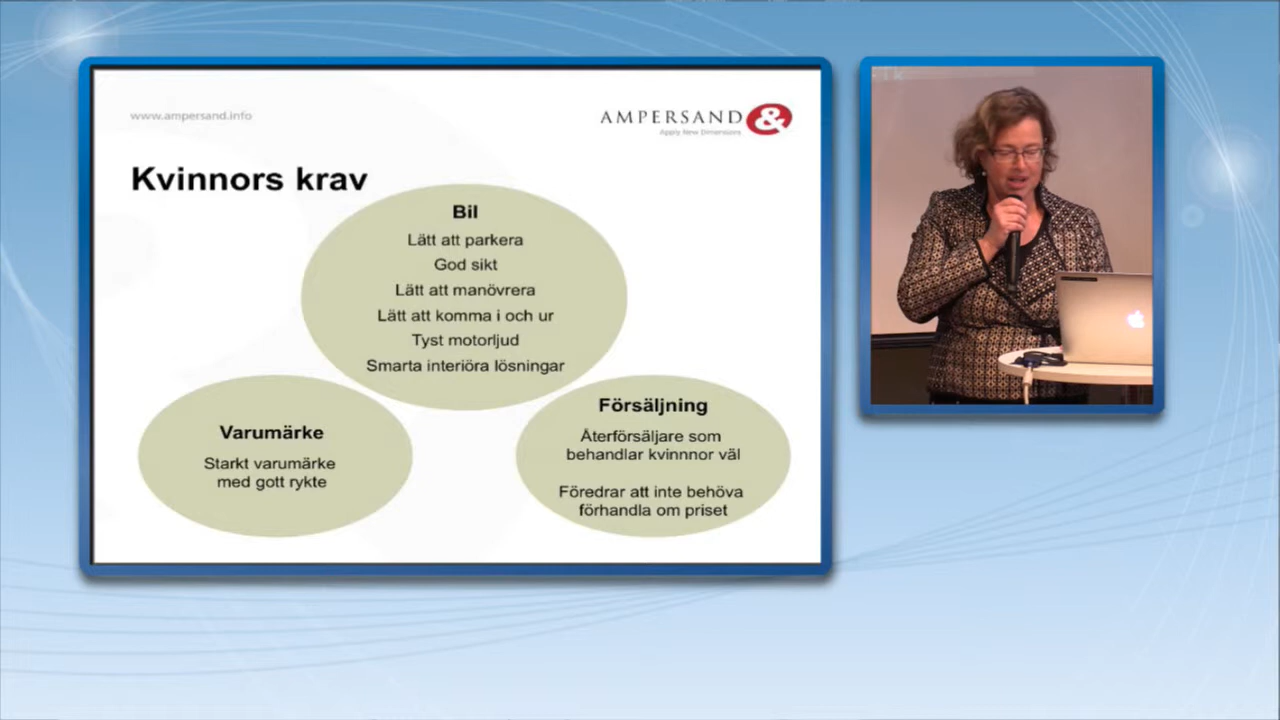 www.ampersand.info
AMPERSAND &
Apply New Dimensions
Kvinnors krav
Bil
Lätt att parkera
God sikt
Lätt att manövrera
Lätt att komma i och ur
Tyst motorljud
Smarta interiöra lösningar
Varumärke
Starkt varumärke
med gott rykte
Försäljning
Återförsäljare som
behandlar kvinnnor väl
Föredrar att inte behöva
förhandla om priset